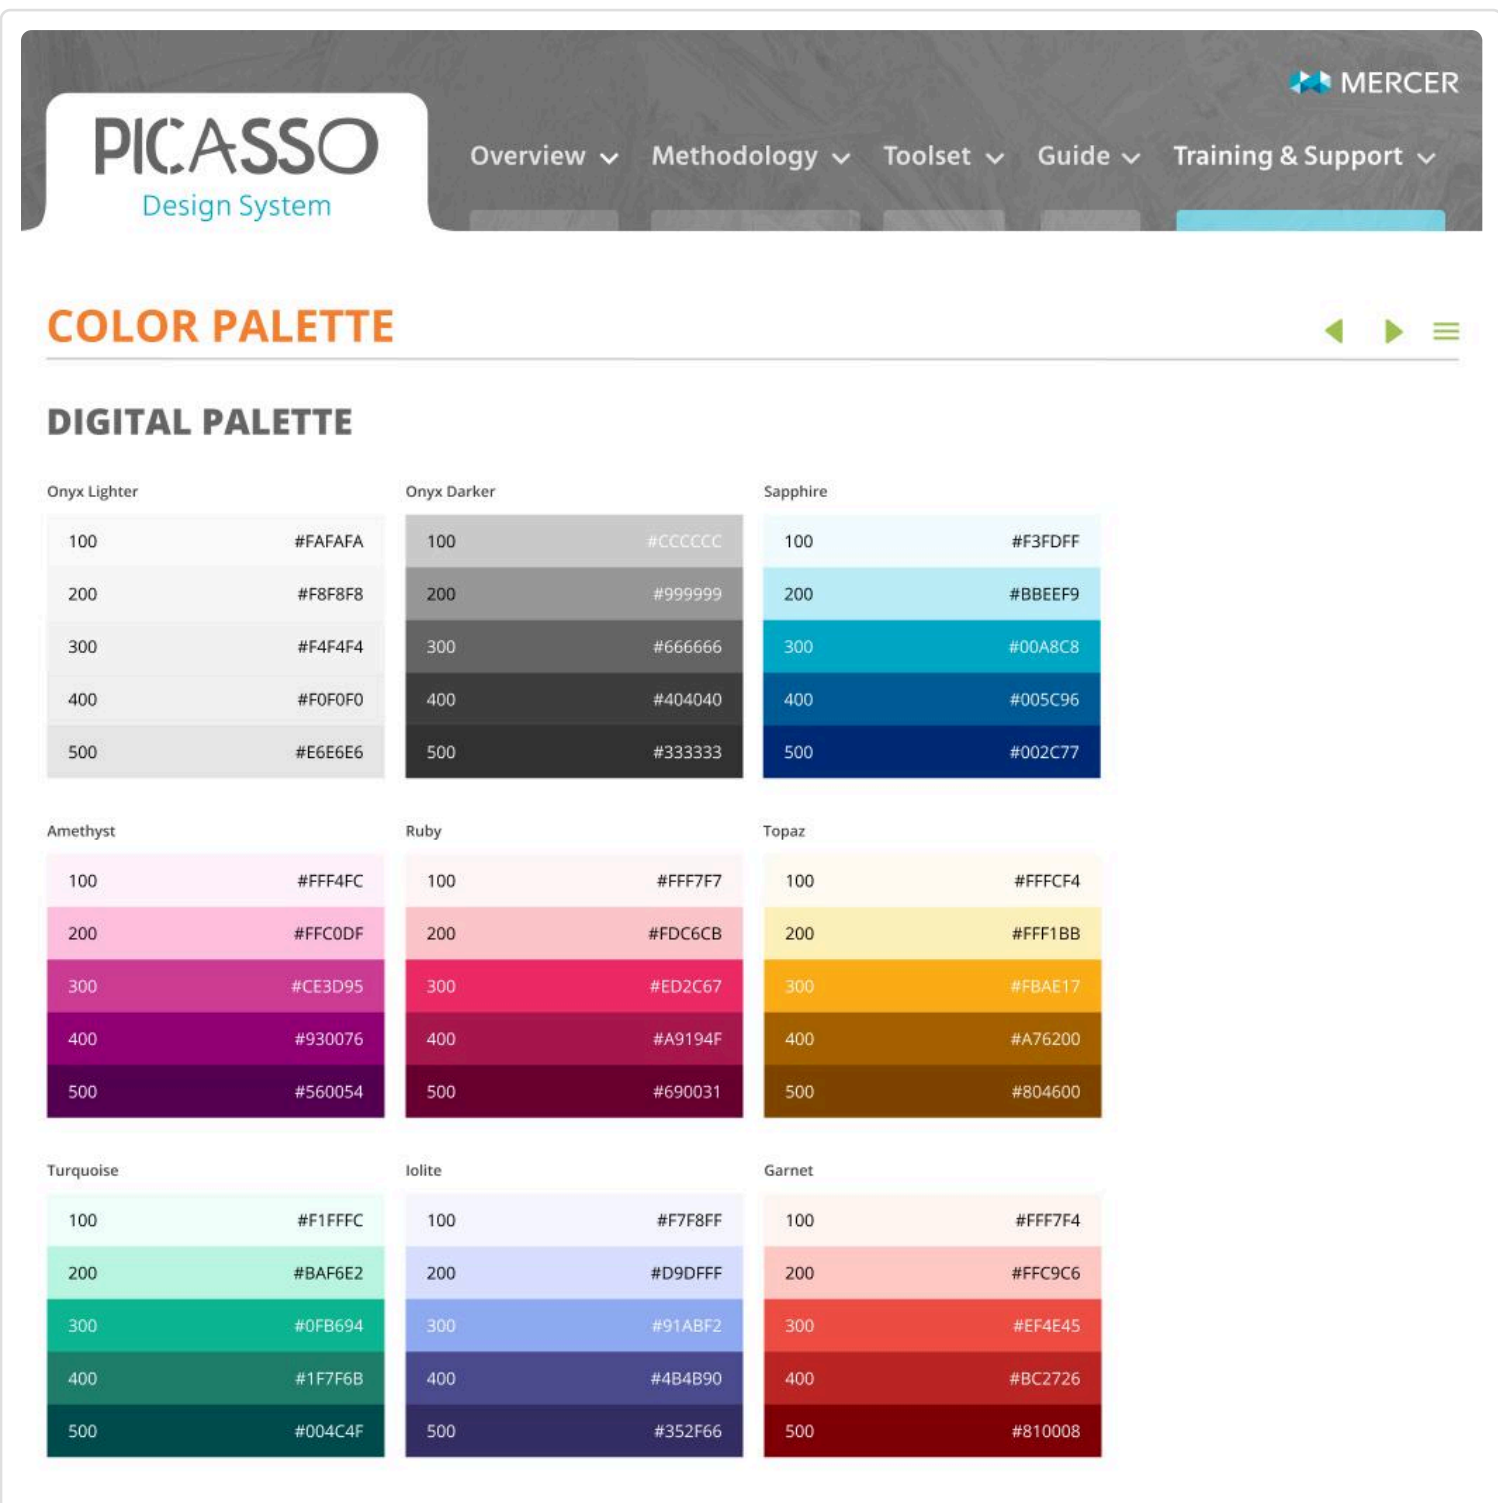 MERCER
PICASSO
Design System
Overview Methodology Toolset Guide Training & Support
COLOR PALETTE
DIGITAL PALETTE
Onyx Lighter
100 #FAFAFA
200 #F8F8F8
300 #F4F4F4
400 #F0F0F0
500 #E6E6E6
Onyx Darker
100 #CCCCCC
200 #999999
300 #666666
400 #404040
500 #333333
Sapphire
100 #F3FDFF
200 #BBEEF9
300 #00A8C8
400 #005C96
500 #002C77
Amethyst
100 #FFF4FC
200 #FFC0DF
300 #CE3D95
400 #930076
500 #560054
Ruby
100 #FFF7F7
200 #FDC6CB
300 #ED2C67
400 #A9194F
500 #690031
Topaz
100 #FFFCF4
200 #FFF1BB
300 #FBAE17
400 #A76200
500 #804600
Turquoise
100 #F1FFFC
200 #BAF6E2
300 #0FB694
400 #1F7F6B
500 #004C4F
Iolite
100 #F7F8FF
200 #D9DFFF
300 #91ABF2
400 #4B4B90
500 #352F66
Garnet
100 #FFF7F4
200 #FFC9C6
300 #EF4E45
400 #BC2726
500 #810008